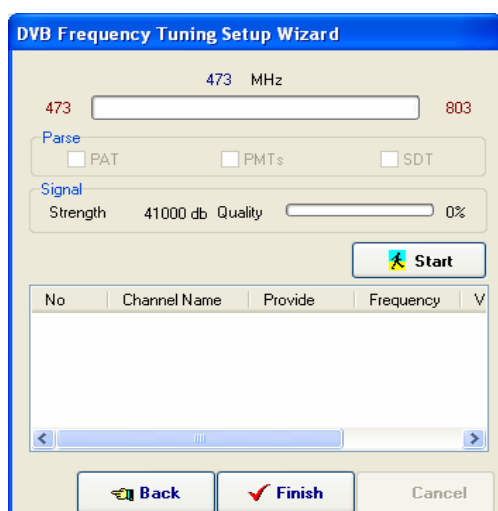 DVB Frequency Tuning Setup Wizard
473 MHz
473 803
Parse
PAT PMTs SDT
Signal
Strength 41000 db Quality 0%
Start
No Channel Name Provide Frequency V
Back Finish Cancel